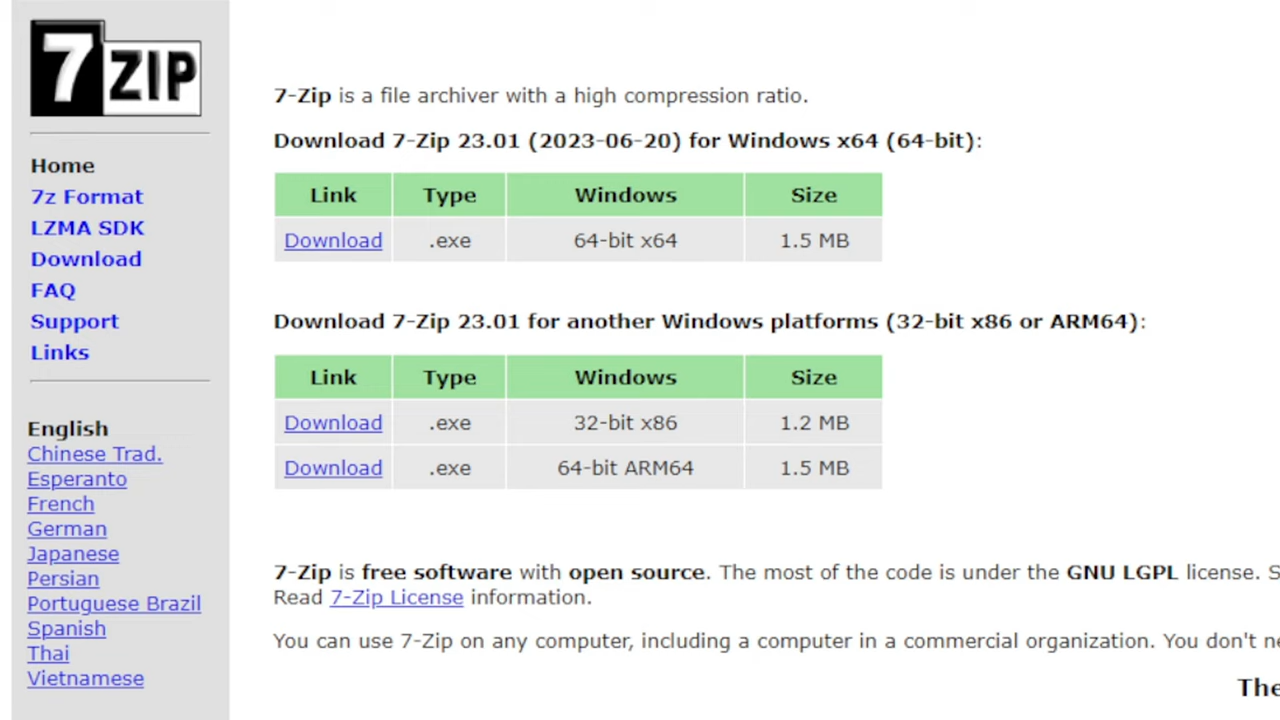 7 ZIP
Home
7z Format
LZMA SDK
Download
FAQ
Support
Links
English
Chinese Trad.
Esperanto
French
German
Japanese
Persian
Portuguese Brazil
Spanish
Thai
Vietnamese
7-Zip is a file archiver with a high compression ratio.
Download 7-Zip 23.01 (2023-06-20) for Windows x64 (64-bit):
Link Type Windows Size
Download .exe 64-bit x64 1.5 MB
Download 7-Zip 23.01 for another Windows platforms (32-bit x86 or ARM64):
Link Type Windows Size
Download .exe 32-bit x86 1.2 MB
Download .exe 64-bit ARM64 1.5 MB
7-Zip is free software with open source. The most of the code is under the GNU LGPL license. S
Read 7-Zip License information.
You can use 7-Zip on any computer, including a computer in a commercial organization. You don't ne
The